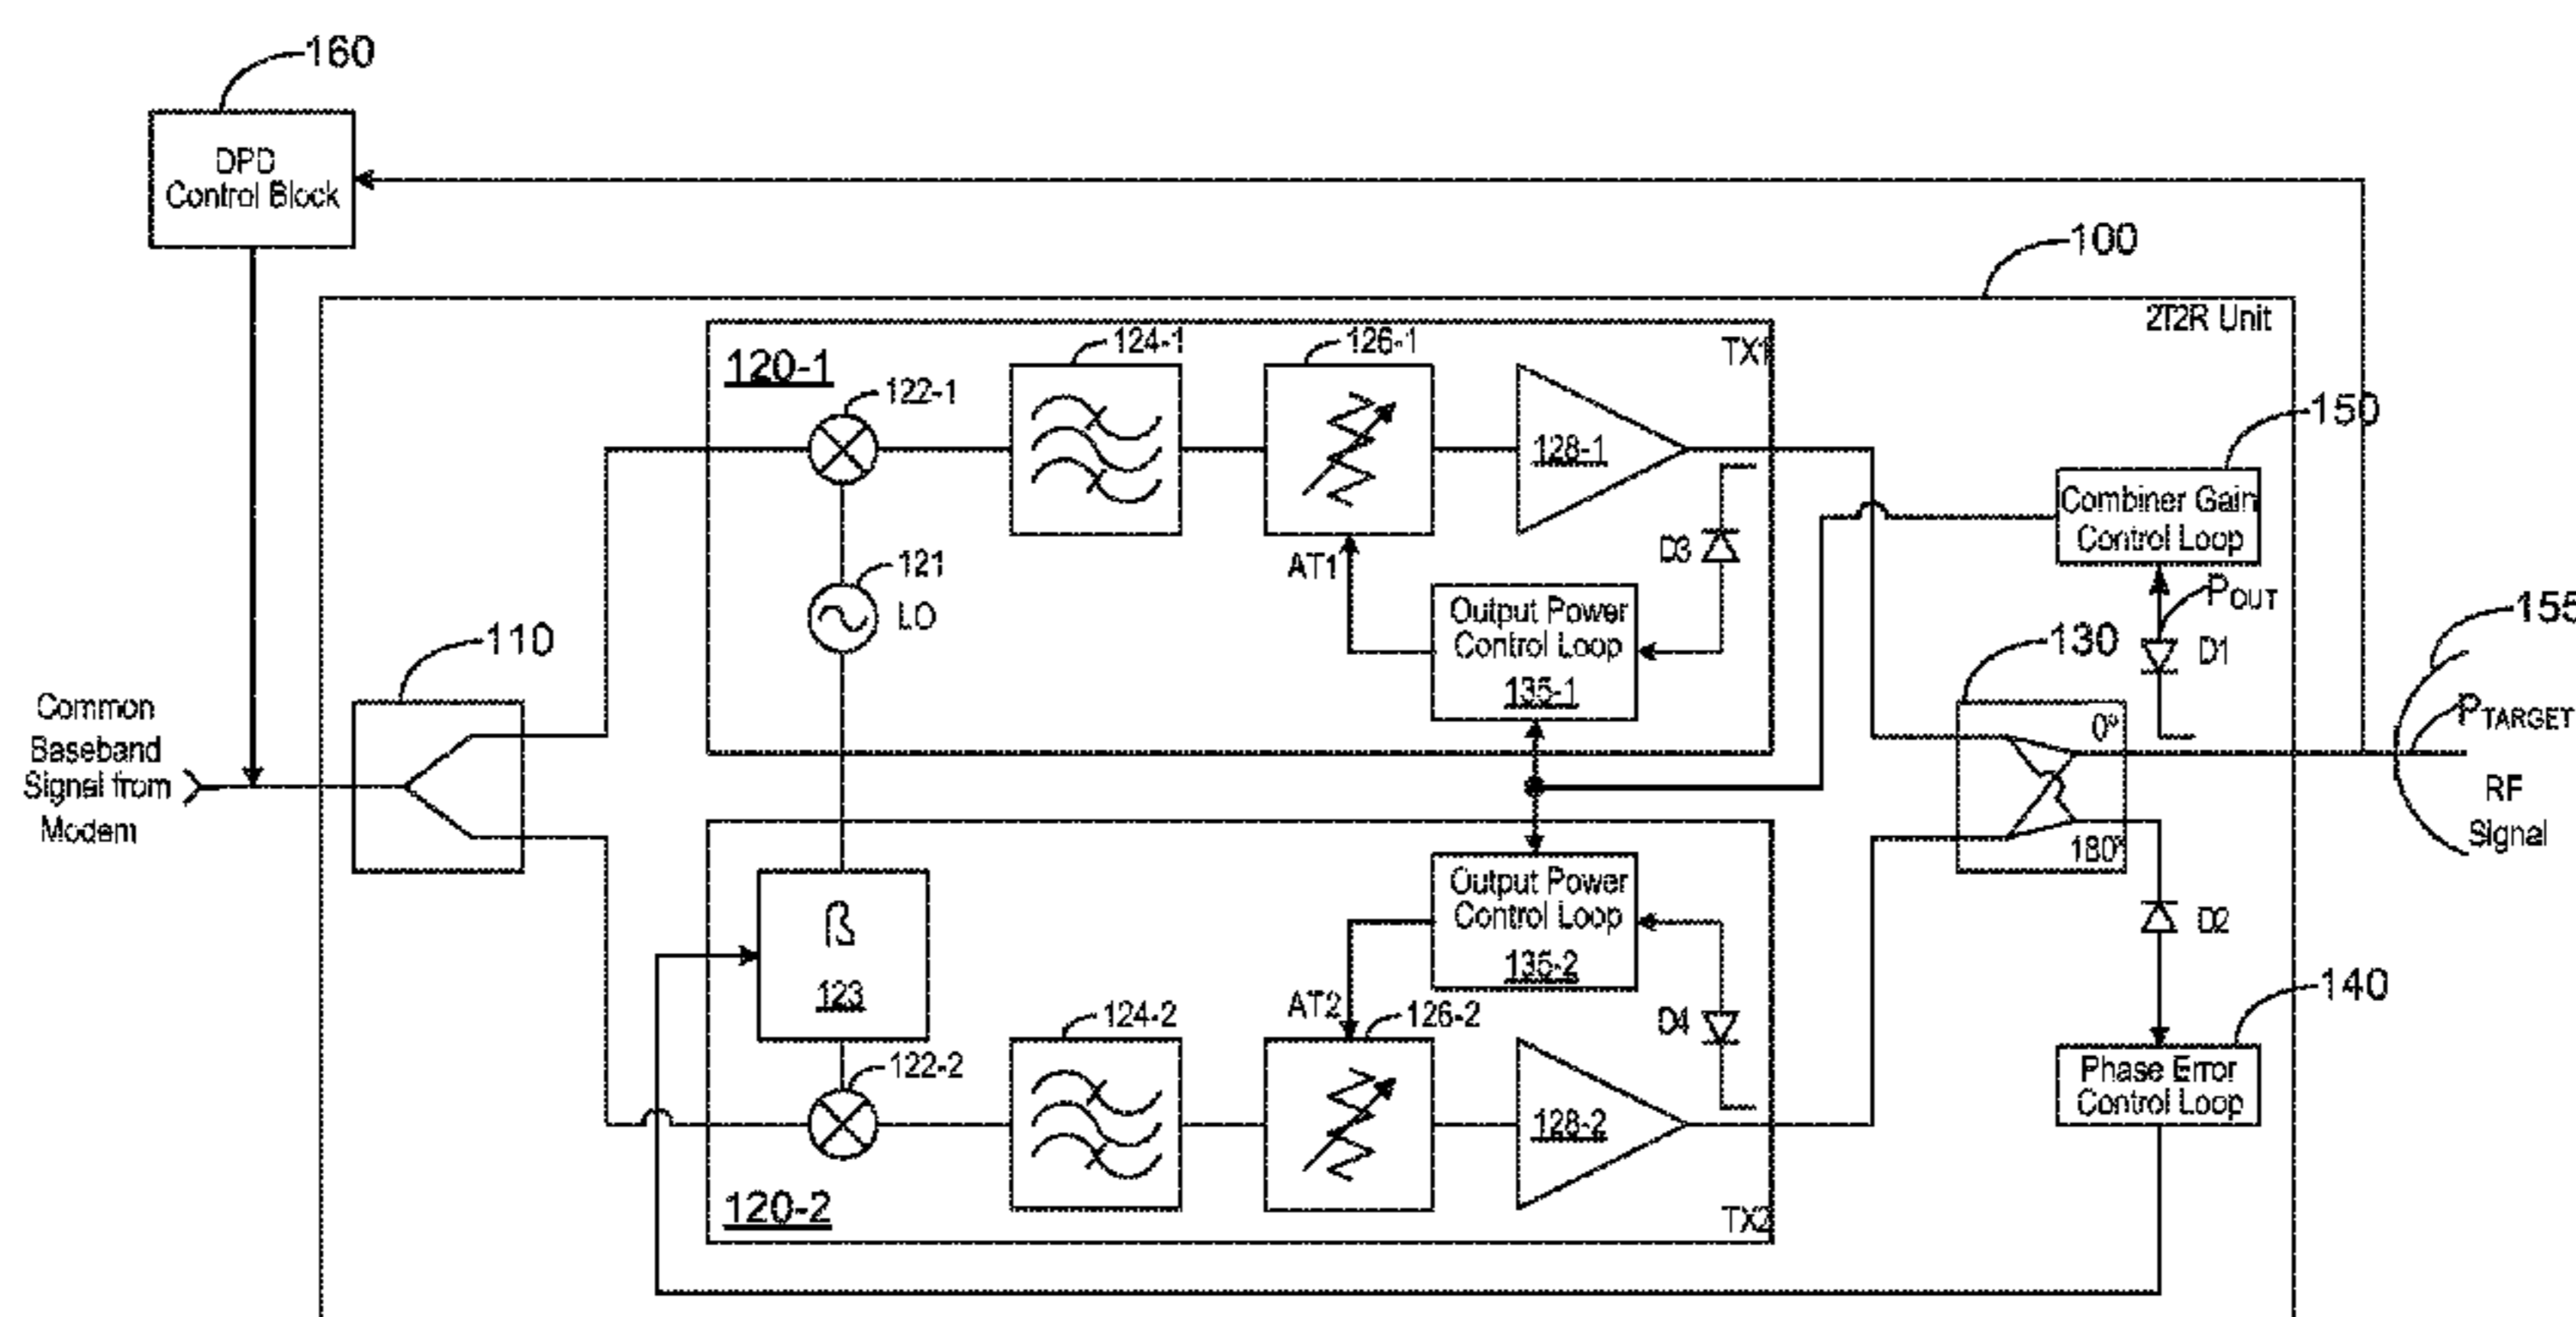 160
DPD
Control Block
100
2T2R Unit
120-1
122-1
124-1
126-1
TX1
128-1
150
Combiner Gain
Control Loop
D3
121
LO
AT1
Output Power
Control Loop
135-1
POUT
D1
155
110
130
0°
PTARGET
Common
Baseband
Signal from
Modem
RF
Signal
180°
ß
123
Output Power
Control Loop
135-2
D2
AT2
126-2
D4
140
124-2
122-2
128-2
Phase Error
Control Loop
120-2
TX2